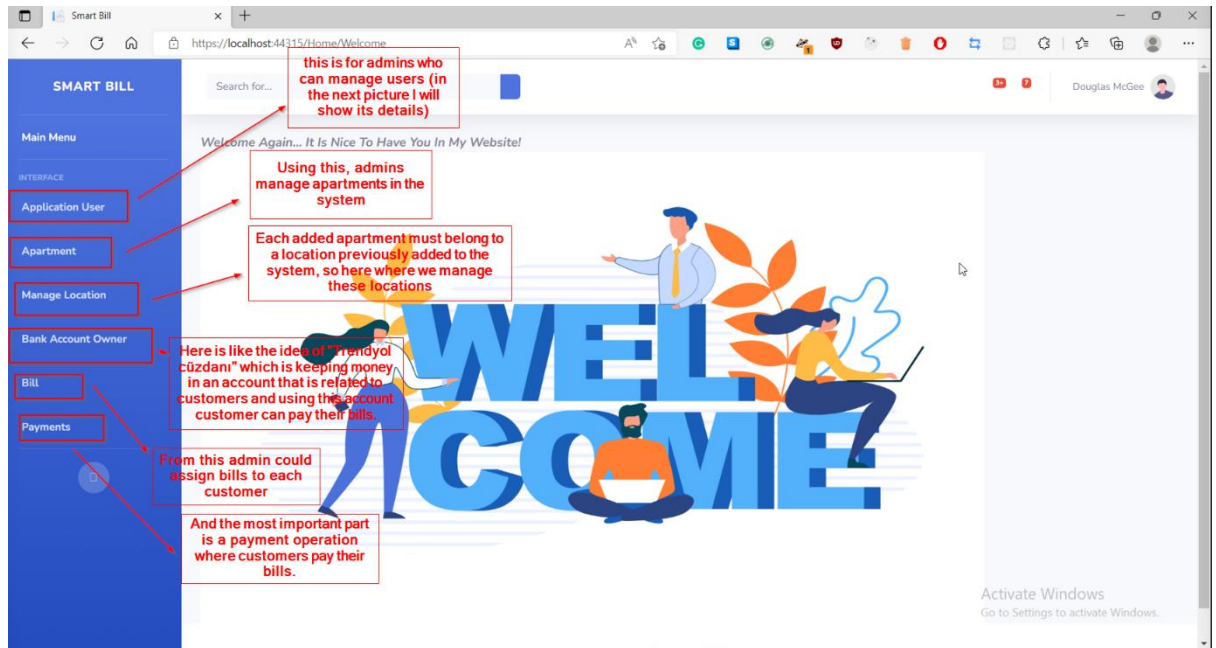 Smart Bill
https://localhost:44315/Home/Welcome
SMART BILL
Search for...
3+
7
Douglas McGee
this is for admins who
can manage users (in
the next picture I will
show its details)
Main Menu
Welcome Again... It Is Nice To Have You In My Website!
INTERFACE
Application User
Using this, admins
manage apartments in the
system
Apartment
Each added apartment must belong to
a location previously added to the
system, so here where we manage
these locations
Manage Location
Bank Account Owner
Here is like the idea of "Trendyol
cüzdanı" which is keeping money
in an account that is related to
customers and using this account
customer can pay their bills.
Bill
Payments
From this admin could
assign bills to each
customer
And the most important part
is a payment operation
where customers pay their
bills.
WEL
COME
Activate Windows
Go to Settings to activate Windows.